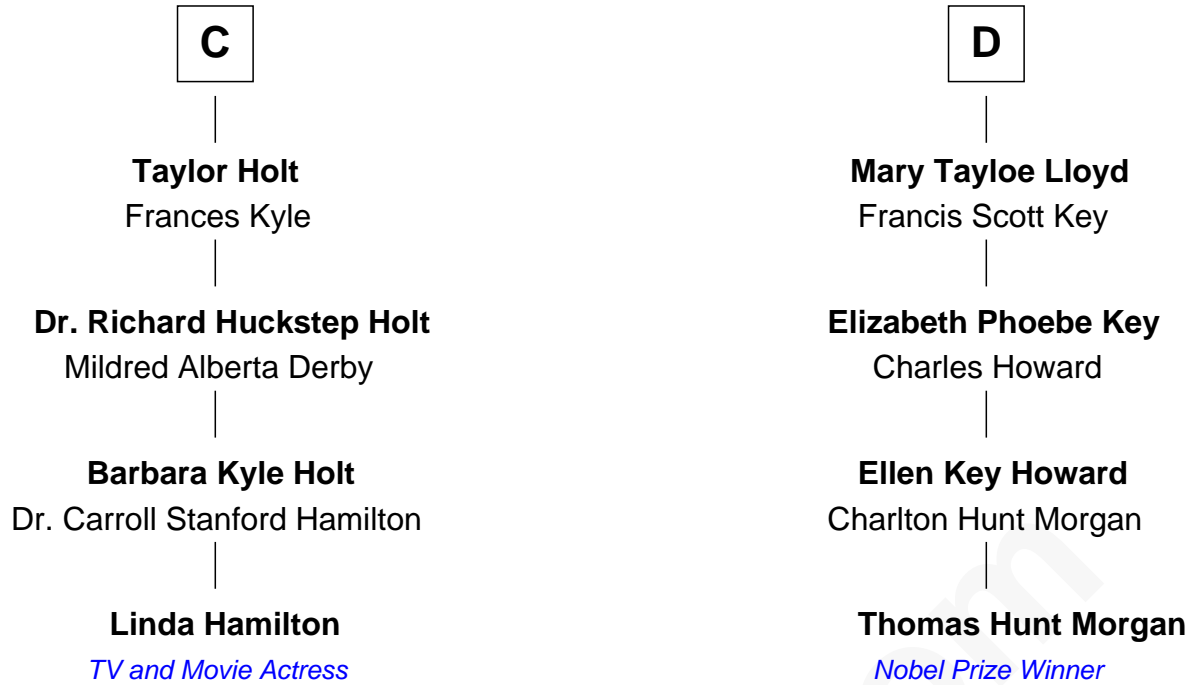 C
Taylor Holt
Frances Kyle
Dr. Richard Huckstep Holt
Mildred Alberta Derby
Barbara Kyle Holt
Dr. Carroll Stanford Hamilton
Linda Hamilton
TV and Movie Actress
D
Mary Tayloe Lloyd
Francis Scott Key
Elizabeth Phoebe Key
Charles Howard
Ellen Key Howard
Charlton Hunt Morgan
Thomas Hunt Morgan
Nobel Prize Winner